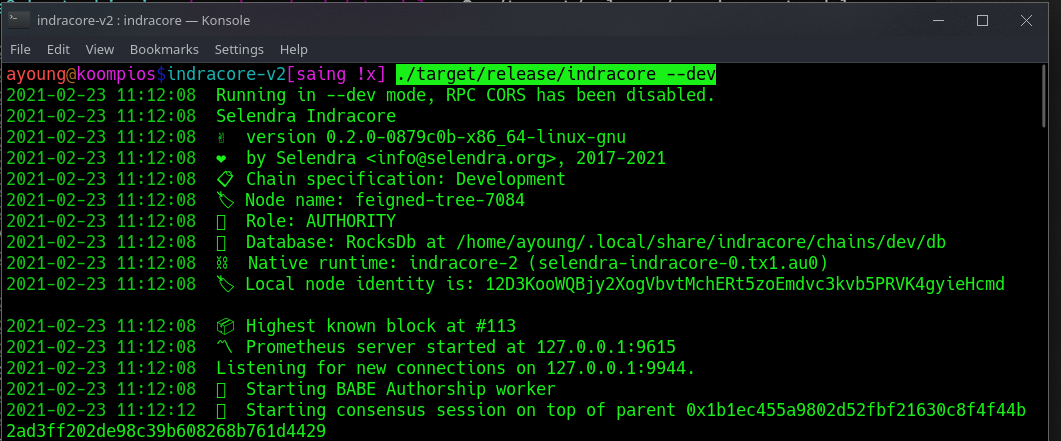 indracore-v2 : indracore — Konsole
File Edit View Bookmarks Settings Help
ayoung@koompios$indracore-v2[saing !x] ./target/release/indracore --dev
2021-02-23 11:12:08 Running in --dev mode, RPC CORS has been disabled.
2021-02-23 11:12:08 Selendra Indracore
2021-02-23 11:12:08 ✌ version 0.2.0-0879c0b-x86_64-linux-gnu
2021-02-23 11:12:08 ❤ by Selendra <info@selendra.org>, 2017-2021
2021-02-23 11:12:08 📋 Chain specification: Development
2021-02-23 11:12:08 🏷 Node name: feigned-tree-7084
2021-02-23 11:12:08 Role: AUTHORITY
2021-02-23 11:12:08 Database: RocksDb at /home/ayoung/.local/share/indracore/chains/dev/db
2021-02-23 11:12:08 ⛓ Native runtime: indracore-2 (selendra-indracore-0.tx1.au0)
2021-02-23 11:12:08 🏷 Local node identity is: 12D3KooWQBjy2XogVbvtMchERt5zoEmdvc3kvb5PRVK4gyieHcmd
2021-02-23 11:12:08 📦 Highest known block at #113
2021-02-23 11:12:08 〽 Prometheus server started at 127.0.0.1:9615
2021-02-23 11:12:08 Listening for new connections on 127.0.0.1:9944.
2021-02-23 11:12:08 Starting BABE Authorship worker
2021-02-23 11:12:12 Starting consensus session on top of parent 0x1b1ec455a9802d52fbf21630c8f4f44b
2ad3ff202de98c39b608268b761d4429